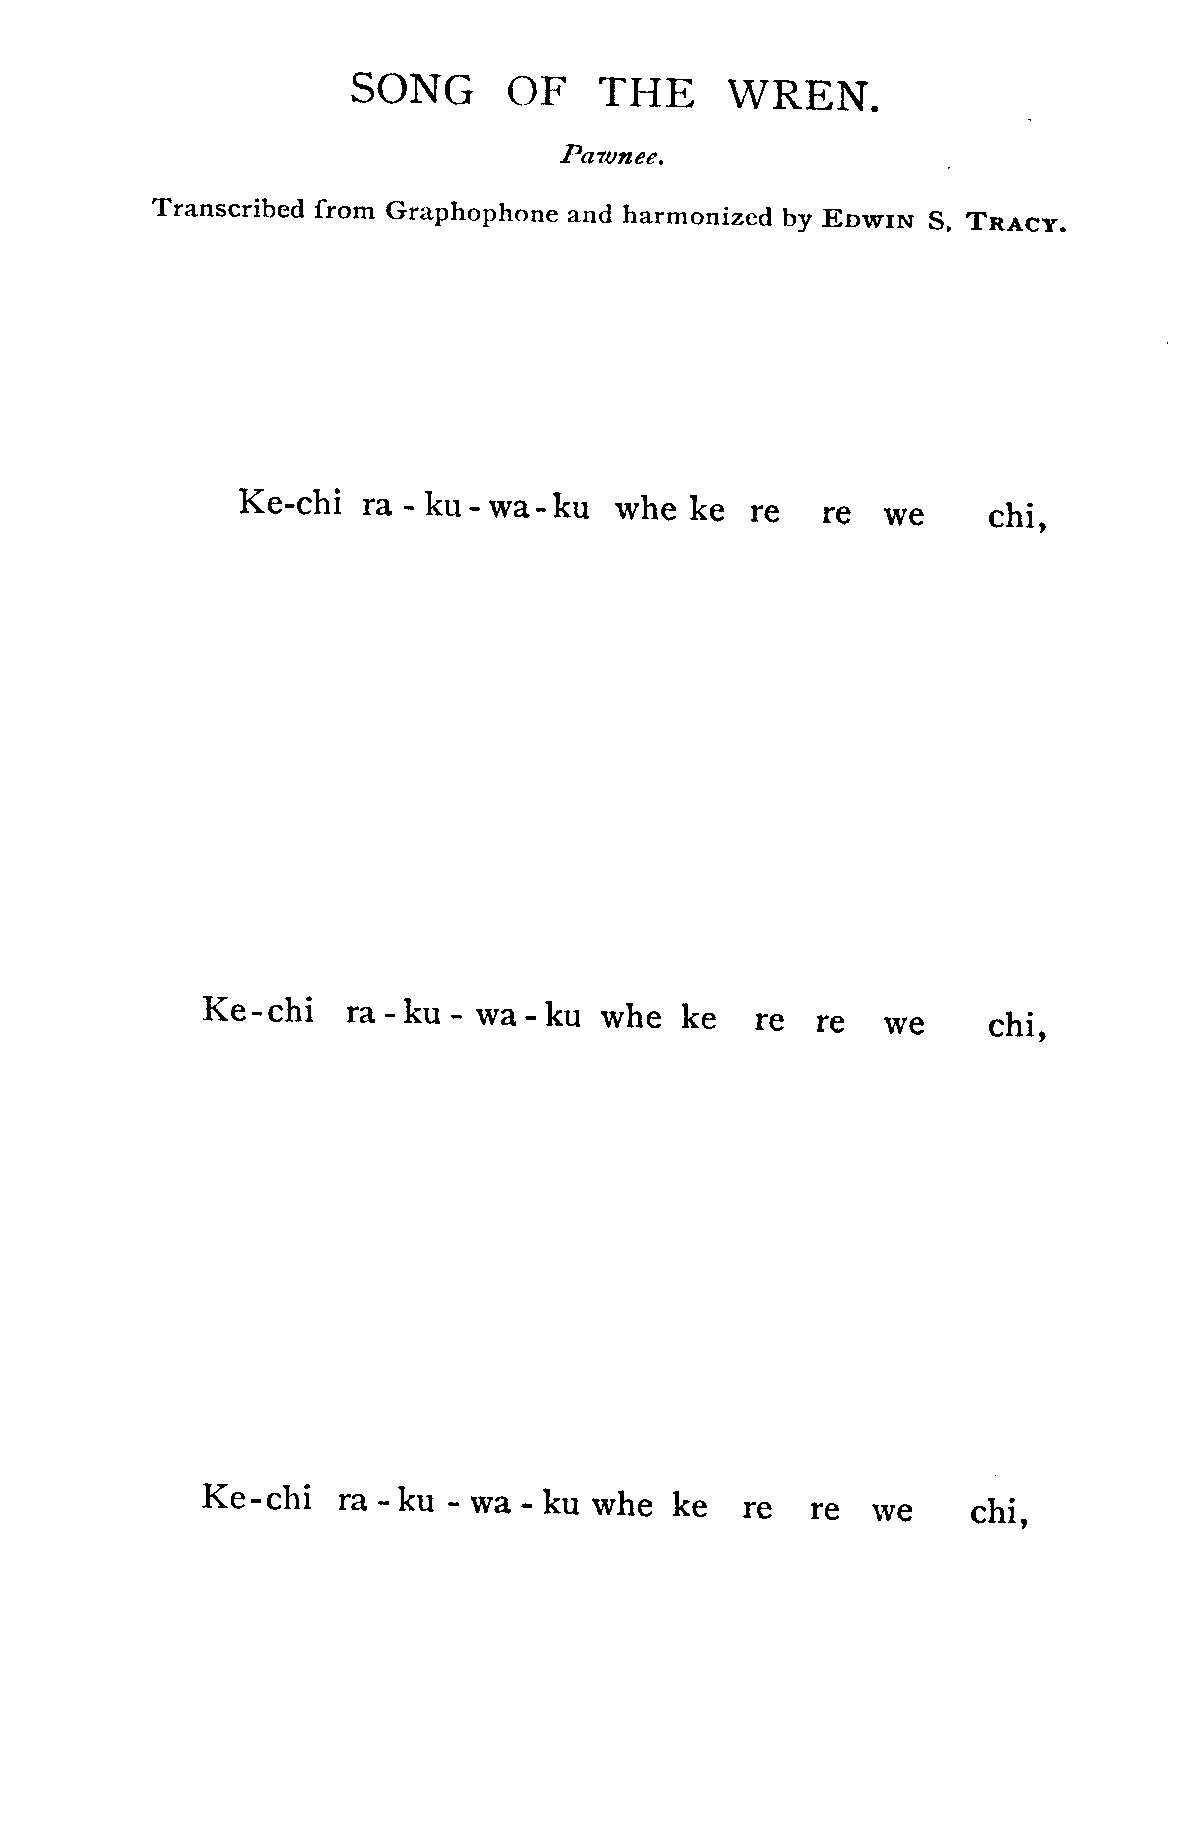 SONG OF THE WREN.
Pawnee.
Transcribed from Graphophone and harmonized by EDWIN S. TRACY.
Ke-chi ra - ku - wa - ku whe ke re re we chi,
Ke-chi ra - ku - wa - ku whe ke re re we chi,
Ke-chi ra - ku - wa - ku whe ke re re we chi,